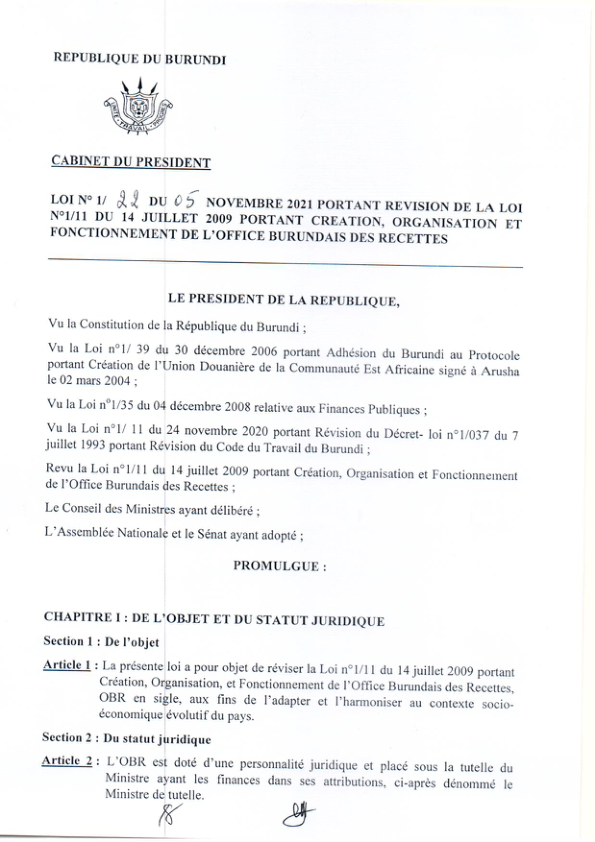 REPUBLIQUE DU BURUNDI
UNITE - TRAVAIL - PROGRES
CABINET DU PRESIDENT
LOI N° 1/ 22 DU 05 NOVEMBRE 2021 PORTANT REVISION DE LA LOI
N°1/11 DU 14 JUILLET 2009 PORTANT CREATION, ORGANISATION ET
FONCTIONNEMENT DE L'OFFICE BURUNDAIS DES RECETTES
LE PRESIDENT DE LA REPUBLIQUE,
Vu la Constitution de la République du Burundi ;
Vu la Loi n°1/ 39 du 30 décembre 2006 portant Adhésion du Burundi au Protocole
portant Création de l'Union Douanière de la Communauté Est Africaine signé à Arusha
le 02 mars 2004 ;
Vu la Loi n°1/35 du 04 décembre 2008 relative aux Finances Publiques ;
Vu la Loi n°1/ 11 du 24 novembre 2020 portant Révision du Décret- loi n°1/037 du 7
juillet 1993 portant Révision du Code du Travail du Burundi ;
Revu la Loi n°1/11 du 14 juillet 2009 portant Création, Organisation et Fonctionnement
de l'Office Burundais des Recettes ;
Le Conseil des Ministres ayant délibéré ;
L'Assemblée Nationale et le Sénat ayant adopté ;
PROMULGUE :
CHAPITRE I : DE L'OBJET ET DU STATUT JURIDIQUE
Section 1 : De l'objet
Article 1 : La présente loi a pour objet de réviser la Loi n°1/11 du 14 juillet 2009 portant
Création, Organisation, et Fonctionnement de l'Office Burundais des Recettes,
OBR en sigle, aux fins de l'adapter et l'harmoniser au contexte socio-
économique évolutif du pays.
Section 2 : Du statut juridique
Article 2 : L'OBR est doté d'une personnalité juridique et placé sous la tutelle du
Ministre ayant les finances dans ses attributions, ci-après dénommé le
Ministre de tutelle.